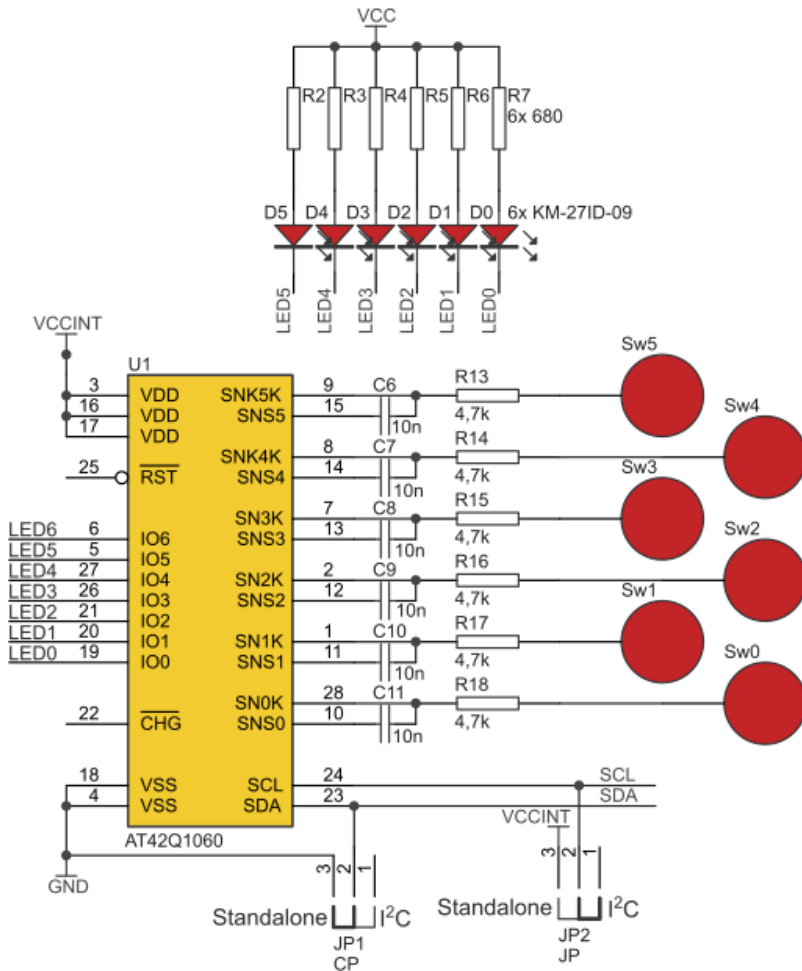 VCC
R2 R3 R4 R5 R6 R7
6x 680
D5 D4 D3 D2 D1 D0 6x KM-27ID-09
LED5 LED4 LED3 LED2 LED1 LED0
VCCINT
U1
Sw5
3 VDD SNK5K 9 C6 R13
16 VDD SNS5 15 10n 4,7k
17 VDD
Sw4
SNK4K 8 C7 R14
25 RST SNS4 14 10n 4,7k
Sw3
SN3K 7 C8 R15
LED6 6 IO6 SNS3 13 10n 4,7k
LED5 5 IO5
Sw2
LED4 27 IO4 SN2K 2 C9 R16
LED3 26 IO3 SNS2 12 10n 4,7k
LED2 21 IO2
Sw1
LED1 20 IO1 SN1K 1 C10 R17
LED0 19 IO0 SNS1 11 10n 4,7k
Sw0
SN0K 28 C11 R18
22 CHG SNS0 10 10n 4,7k
18 VSS SCL 24 SCL
4 VSS SDA 23 SDA
AT42Q1060
VCCINT
GND
3 2 1
3 2 1
Standalone I²C
Standalone I²C
JP1
CP
JP2
JP